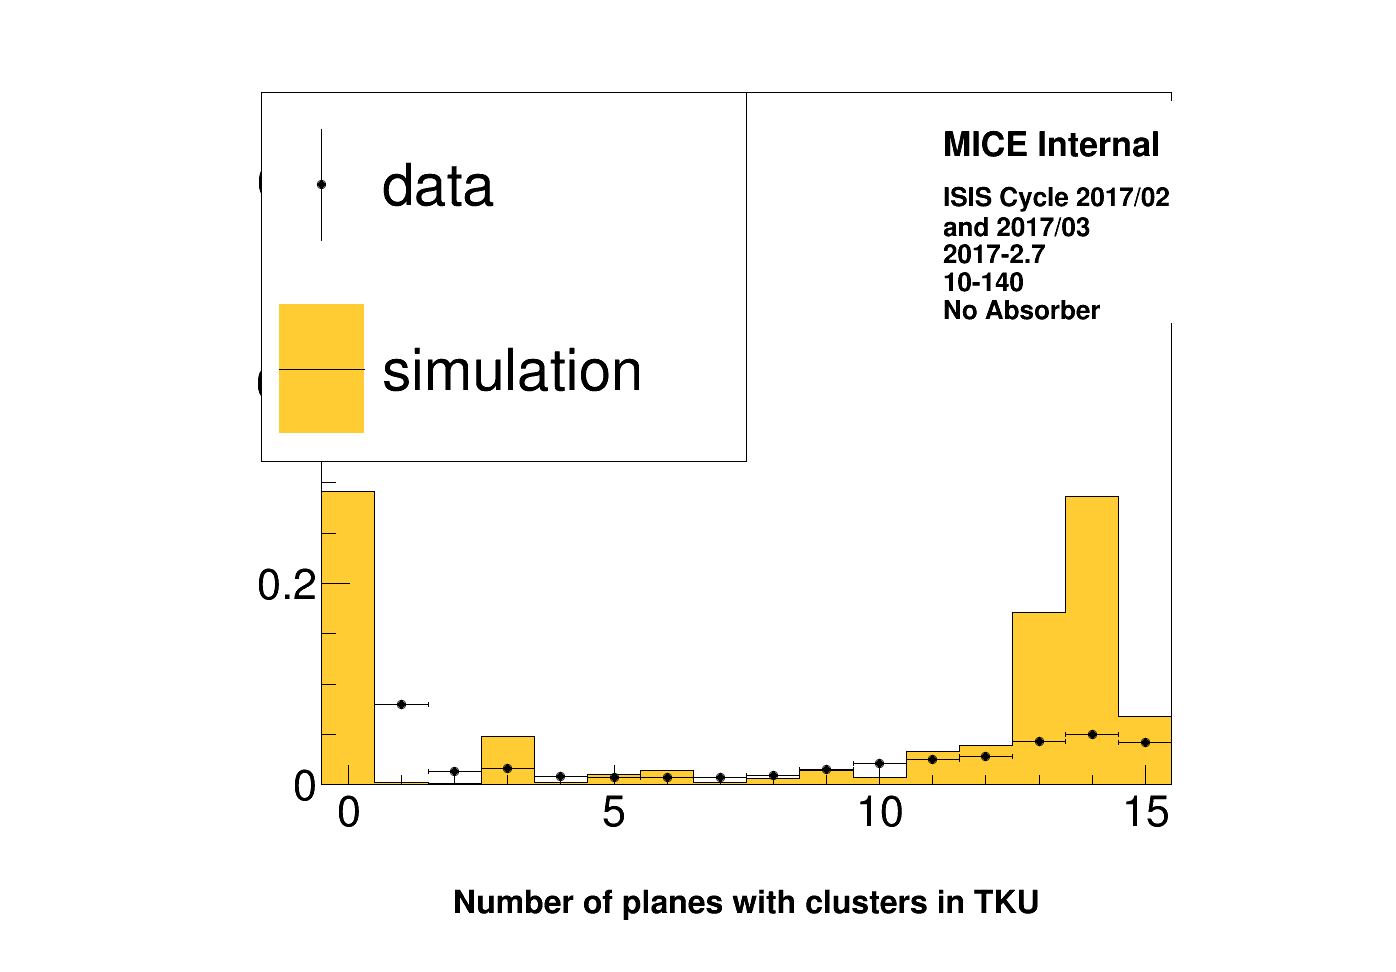 data
simulation
MICE Internal
ISIS Cycle 2017/02
and 2017/03
2017-2.7
10-140
No Absorber
0.2
0
0 5 10 15
Number of planes with clusters in TKU